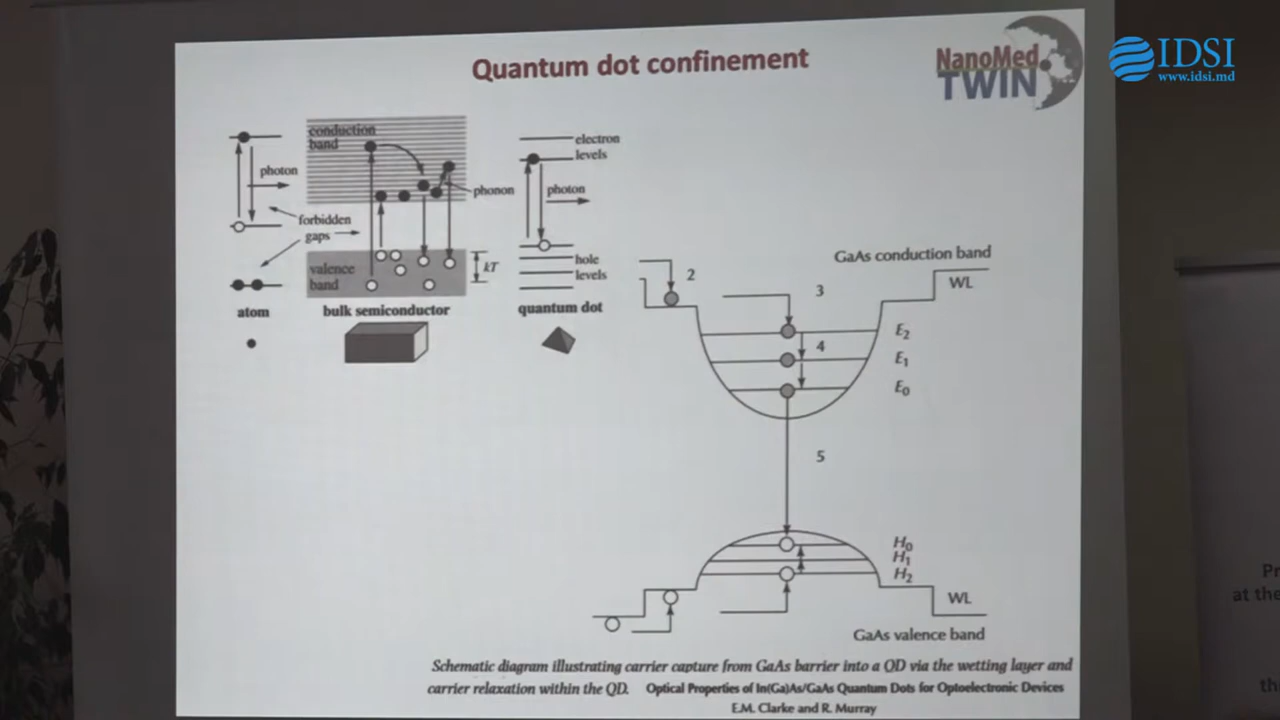 Quantum dot confinement
NanoMed
TWIN
IDSI
www.idsi.md
conduction
band
photon
forbidden
gaps
valence
band
phonon
kT
electron
levels
photon
hole
levels
atom
bulk semiconductor
quantum dot
GaAs conduction band
WL
2
3
4
5
E2
E1
E0
H0
H1
H2
WL
GaAs valence band
Schematic diagram illustrating carrier capture from GaAs barrier into a QD via the wetting layer and
carrier relaxation within the QD. Optical Properties of In(Ga)As/GaAs Quantum Dots for Optoelectronic Devices
E.M. Clarke and R. Murray
at the